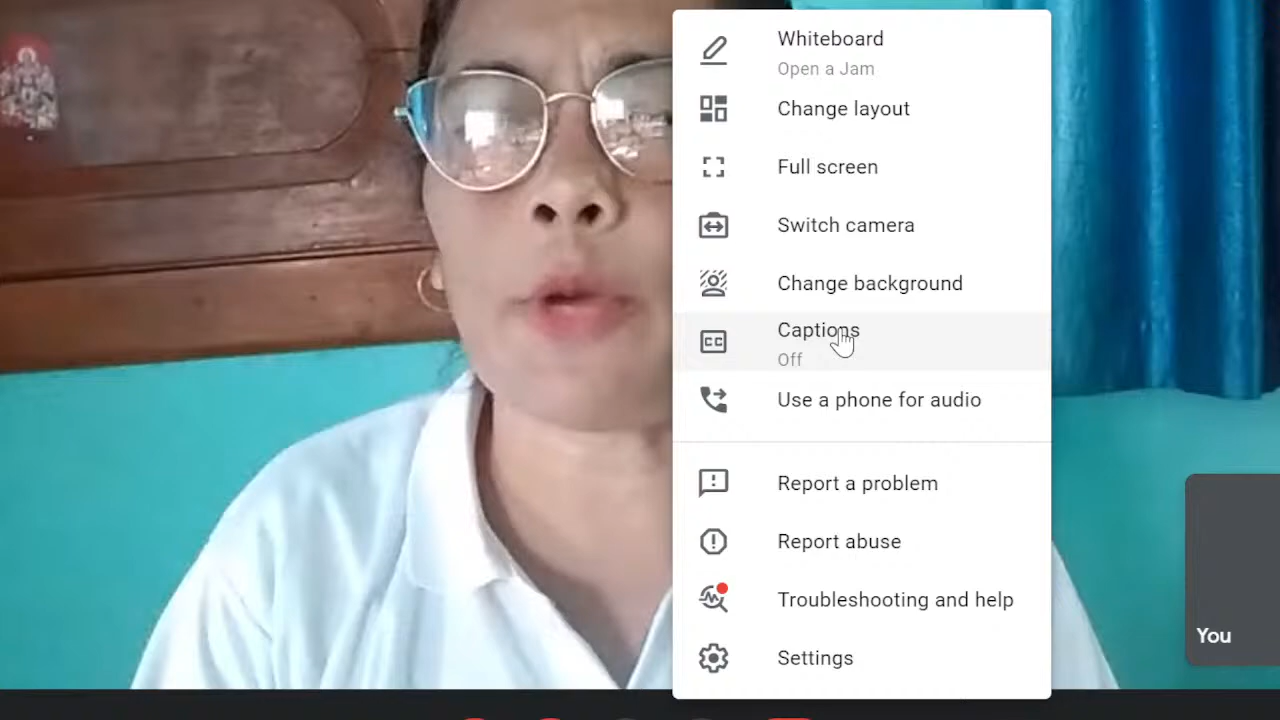 Whiteboard
Open a Jam
Change layout
Full screen
Switch camera
Change background
Captions
Off
Use a phone for audio
Report a problem
Report abuse
Troubleshooting and help
Settings
You